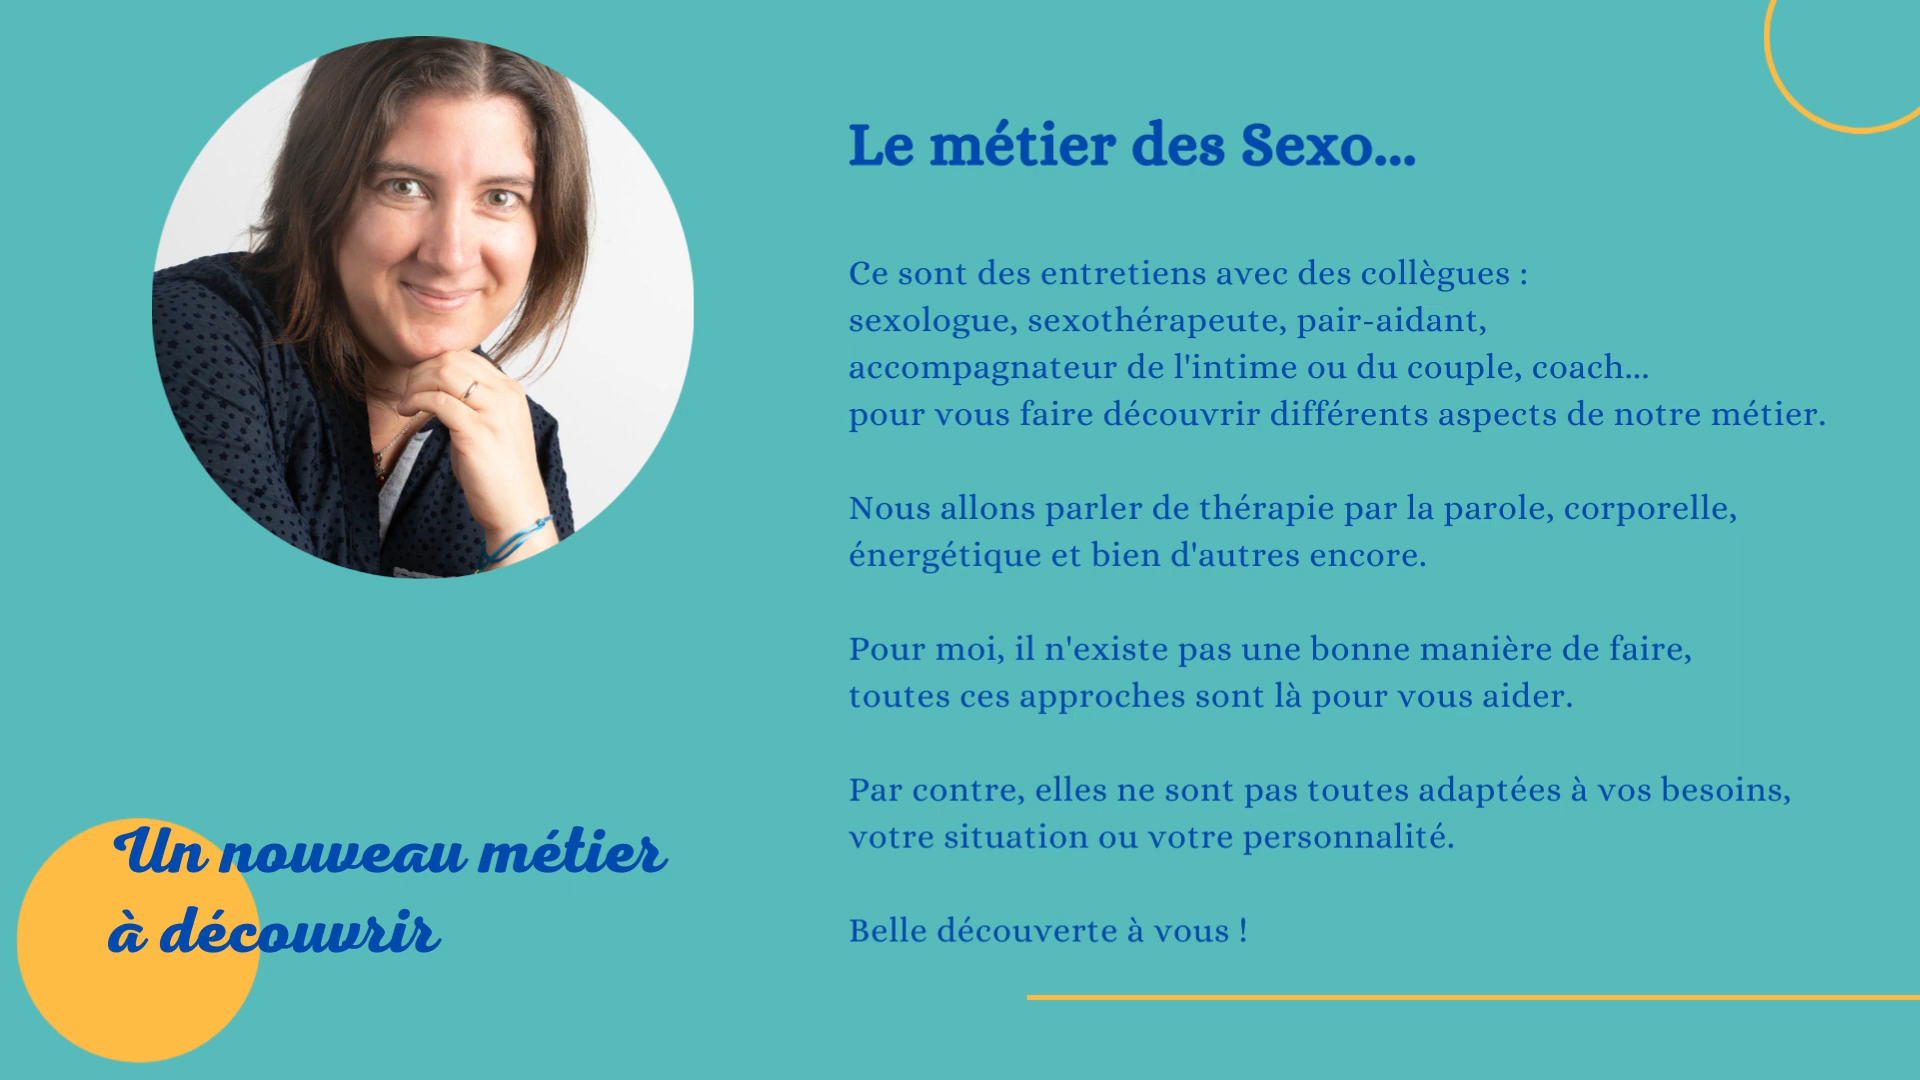 Le métier des Sexo...
Ce sont des entretiens avec des collègues :
sexologue, sexothérapeute, pair-aidant,
accompagnateur de l'intime ou du couple, coach...
pour vous faire découvrir différents aspects de notre métier.
Nous allons parler de thérapie par la parole, corporelle,
énergétique et bien d'autres encore.
Pour moi, il n'existe pas une bonne manière de faire,
toutes ces approches sont là pour vous aider.
Par contre, elles ne sont pas toutes adaptées à vos besoins,
votre situation ou votre personnalité.
Belle découverte à vous !
Un nouveau métier
à découvrir